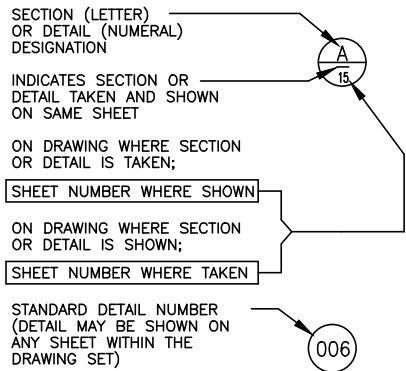 SECTION (LETTER)
OR DETAIL (NUMERAL)
DESIGNATION
A
15
INDICATES SECTION OR
DETAIL TAKEN AND SHOWN
ON SAME SHEET
ON DRAWING WHERE SECTION
OR DETAIL IS TAKEN;
SHEET NUMBER WHERE SHOWN
ON DRAWING WHERE SECTION
OR DETAIL IS SHOWN;
SHEET NUMBER WHERE TAKEN
STANDARD DETAIL NUMBER
(DETAIL MAY BE SHOWN ON
ANY SHEET WITHIN THE
DRAWING SET)
006